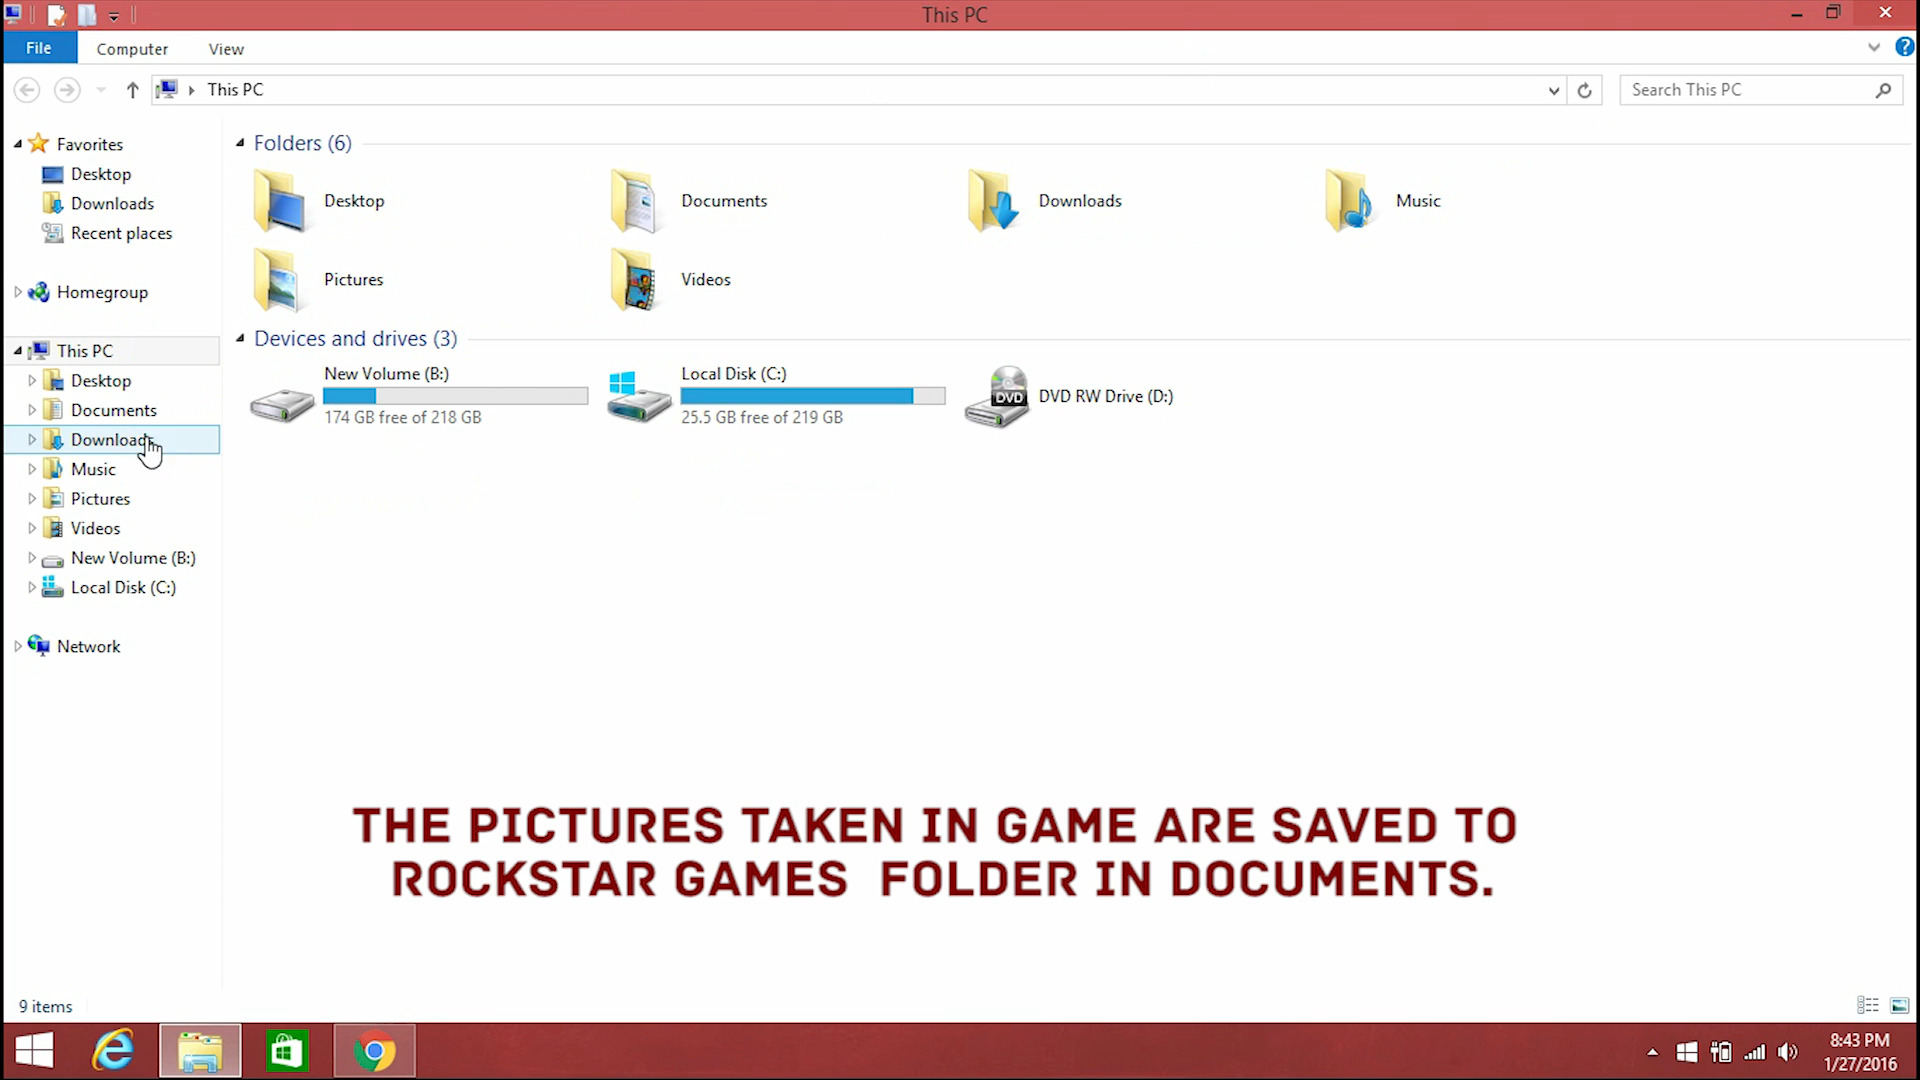 This PC
File
Computer
View
This PC
Search This PC
Favorites
Desktop
Downloads
Recent places
Homegroup
This PC
Desktop
Documents
Downloads
Music
Pictures
Videos
New Volume (B:)
Local Disk (C:)
Network
Folders (6)
Desktop
Documents
Downloads
Music
Pictures
Videos
Devices and drives (3)
New Volume (B:)
174 GB free of 218 GB
Local Disk (C:)
25.5 GB free of 219 GB
DVD
DVD RW Drive (D:)
THE PICTURES TAKEN IN GAME ARE SAVED TO
ROCKSTAR GAMES FOLDER IN DOCUMENTS.
9 items
8:43 PM
1/27/2016